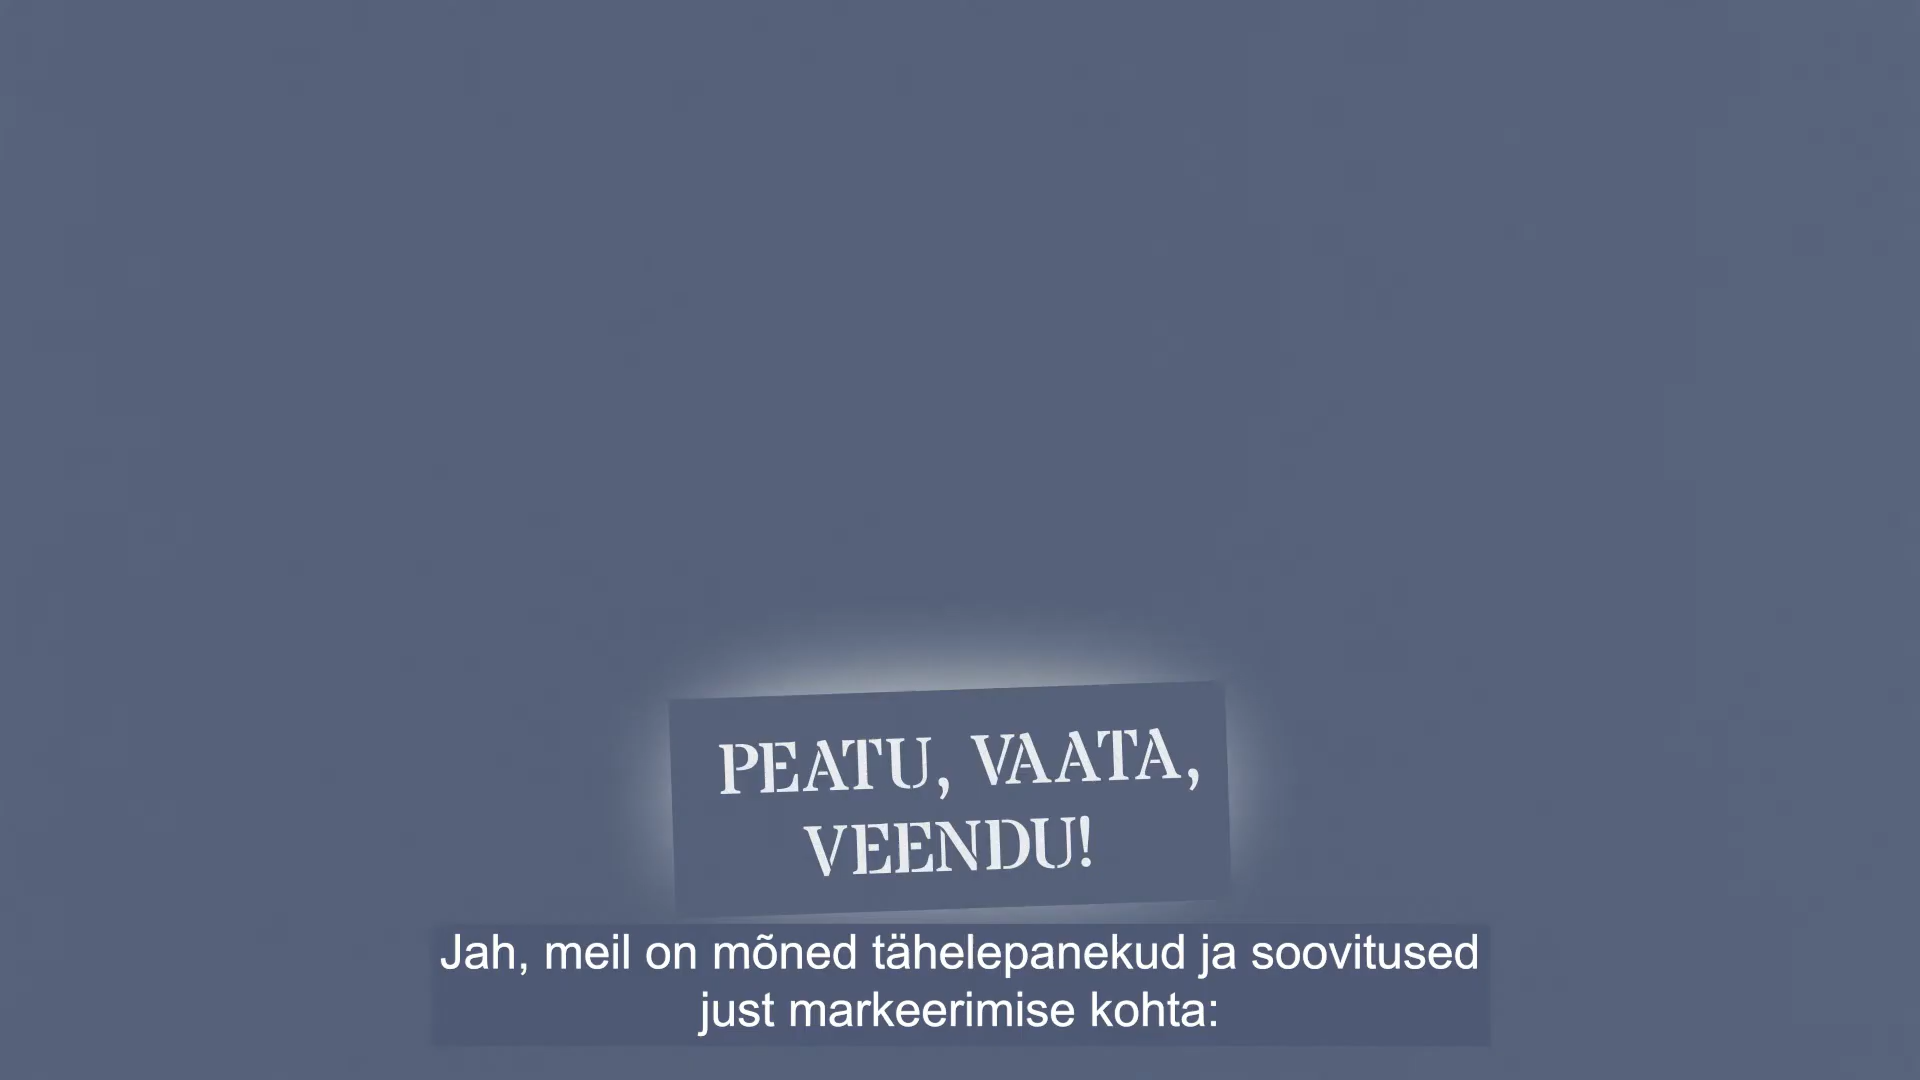 PEATU, VAATA,
VEENDU!
Jah, meil on mõned tähelepanekud ja soovitused
just markeerimise kohta: